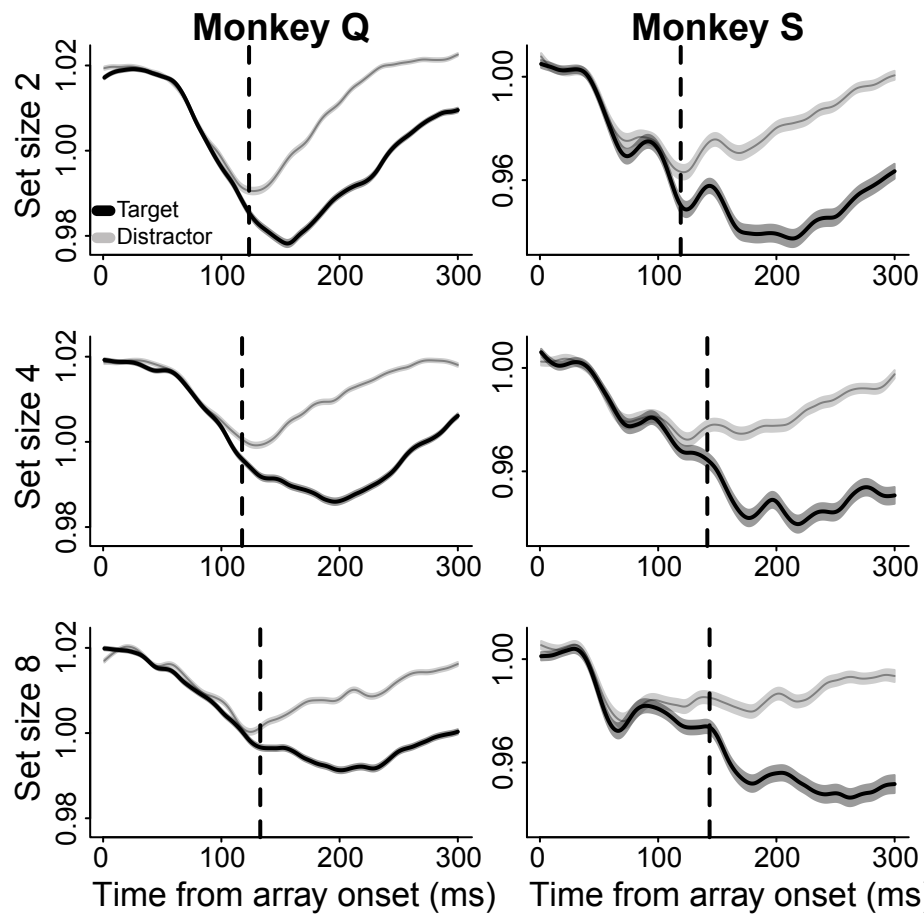 Monkey Q Monkey S
Set size 2
1.02
1.00
0.98
Target
Distractor
0 100 200 300
1.00
0.96
0 100 200 300
Set size 4
1.02
1.00
0.98
0 100 200 300
1.00
0.96
0 100 200 300
Set size 8
1.02
1.00
0.98
0 100 200 300
1.00
0.96
0 100 200 300
Time from array onset (ms) Time from array onset (ms